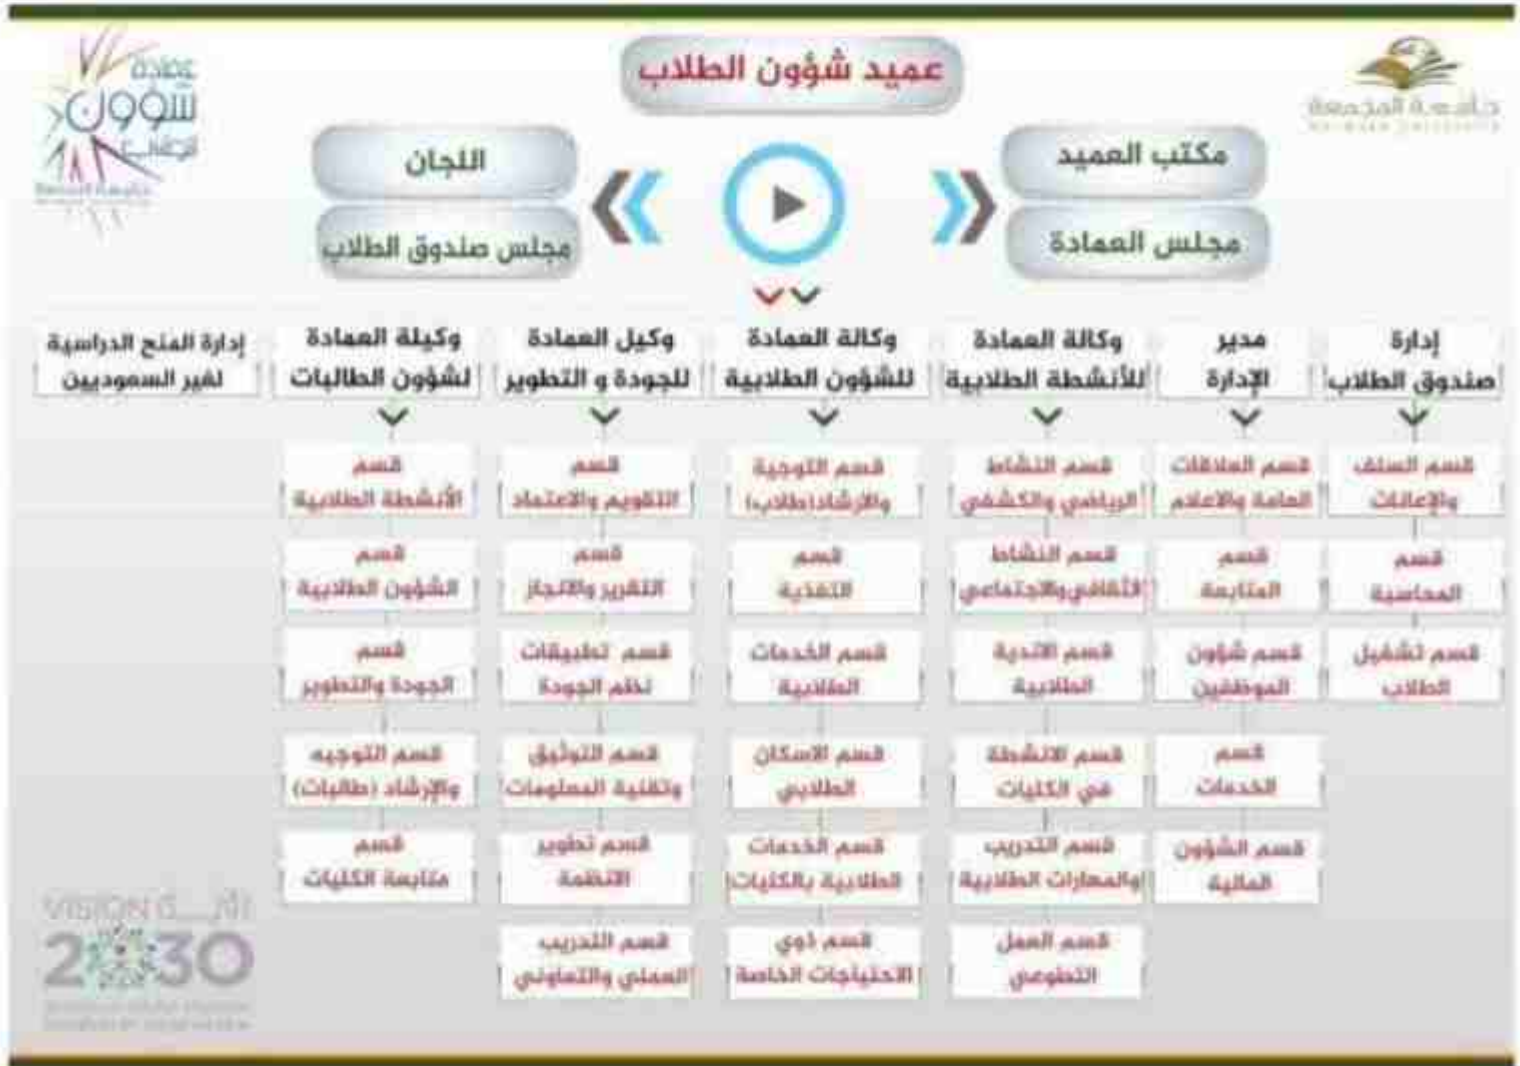 عميد شؤون الطلاب
جامعة المجمعة
عمادة
شؤون
الطلاب
جامعة المجمعة
مكتب العميد
مجلس العمادة
اللجان
مجلس صندوق الطلاب
إدارة
صندوق الطلاب
قسم السلف
والإعانات
قسم
المحاسبة
قسم تشغيل
الطلاب
مدير
الإدارة
قسم العلاقات
العامة والاعلام
قسم
المتابعة
قسم شؤون
الموظفين
قسم
الخدمات
قسم الشؤون
المالية
وكالة العمادة
للأنشطة الطلابية
قسم النشاط
الرياضي والكشفي
قسم النشاط
الثقافي والاجتماعي
قسم الاندية
الطلابية
قسم الانشطة
في الكليات
قسم التدريب
والمهارات الطلابية
قسم العمل
التطوعي
وكالة العمادة
للشؤون الطلابية
قسم التوجية
والارشاد(طلاب)
قسم
التغذية
قسم الخدمات
الطلابية
قسم الاسكان
الطلابي
قسم الخدمات
الطلابية بالكليات
قسم ذوي
الاحتياجات الخاصة
وكيل العمادة
للجودة و التطوير
قسم
التقويم والاعتماد
قسم
التقرير والانجاز
قسم تطبيقات
نظم الجودة
قسم التوثيق
وتقنية المعلومات
قسم تطوير
الانظمة
قسم التدريب
العملي والتعاوني
وكيلة العمادة
لشؤون الطالبات
قسم
الأنشطة الطلابية
قسم
الشؤون الطلابية
قسم
الجودة والتطوير
قسم التوجيه
والإرشاد (طالبات)
قسم
متابعة الكليات
إدارة المنح الدراسية
لغير السعوديين
VISION رؤيــة
2030